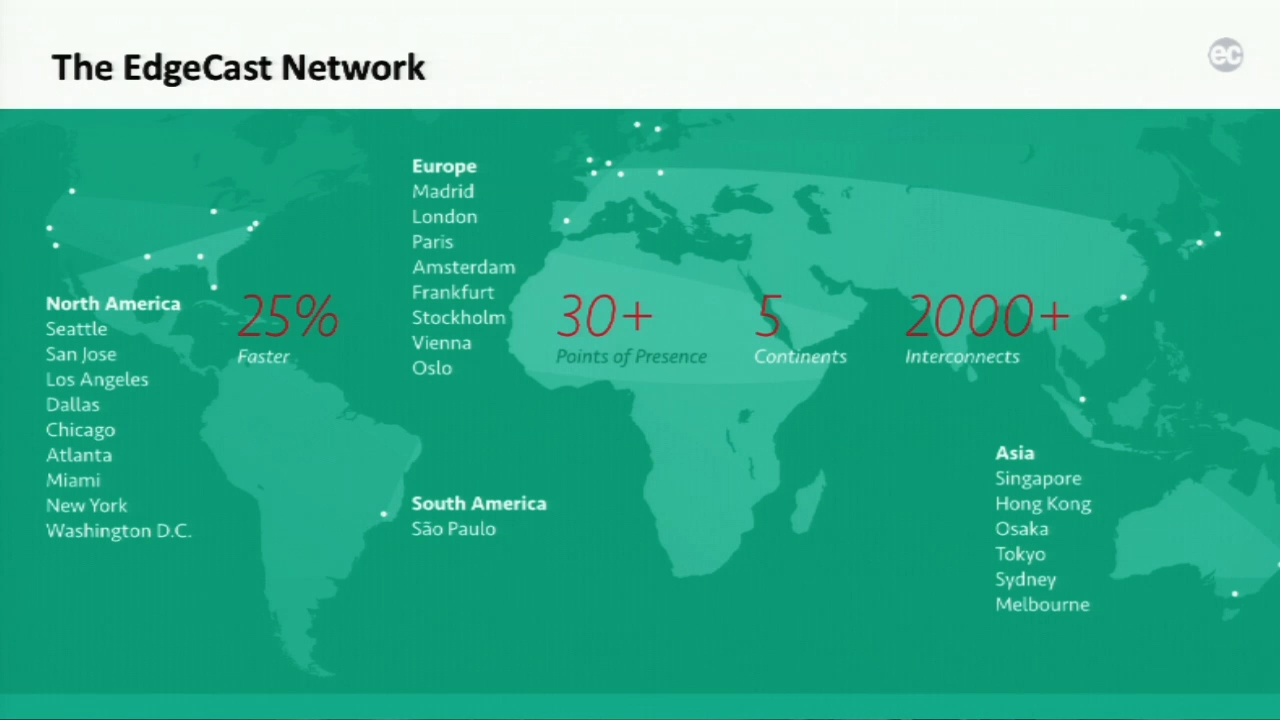 The EdgeCast Network
ec
North America
Seattle
San Jose
Los Angeles
Dallas
Chicago
Atlanta
Miami
New York
Washington D.C.
25%
Faster
Europe
Madrid
London
Paris
Amsterdam
Frankfurt
Stockholm
Vienna
Oslo
South America
São Paulo
30+
Points of Presence
5
Continents
2000+
Interconnects
Asia
Singapore
Hong Kong
Osaka
Tokyo
Sydney
Melbourne